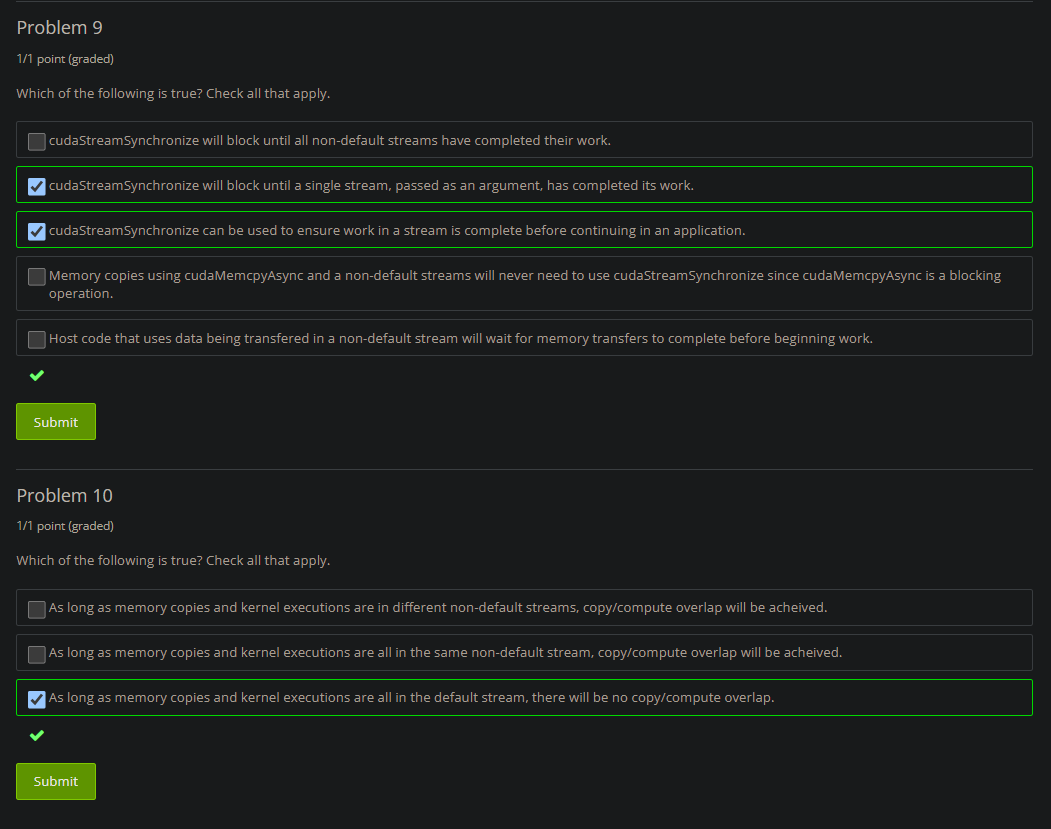 Problem 9
1/1 point (graded)
Which of the following is true? Check all that apply.
cudaStreamSynchronize will block until all non-default streams have completed their work.
cudaStreamSynchronize will block until a single stream, passed as an argument, has completed its work.
cudaStreamSynchronize can be used to ensure work in a stream is complete before continuing in an application.
Memory copies using cudaMemcpyAsync and a non-default streams will never need to use cudaStreamSynchronize since cudaMemcpyAsync is a blocking
operation.
Host code that uses data being transfered in a non-default stream will wait for memory transfers to complete before beginning work.
Submit
Problem 10
1/1 point (graded)
Which of the following is true? Check all that apply.
As long as memory copies and kernel executions are in different non-default streams, copy/compute overlap will be acheived.
As long as memory copies and kernel executions are all in the same non-default stream, copy/compute overlap will be acheived.
As long as memory copies and kernel executions are all in the default stream, there will be no copy/compute overlap.
Submit